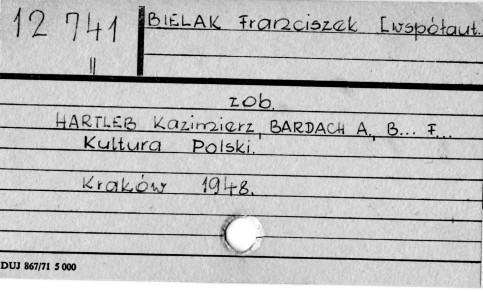 12 741
II
BIELAK Franciszek [współaut.
zob.
HARTLEB Kazimierz, BARDACH A., B... F...
Kultura Polski.
Kraków 1948.
DUJ 867/71 5 000